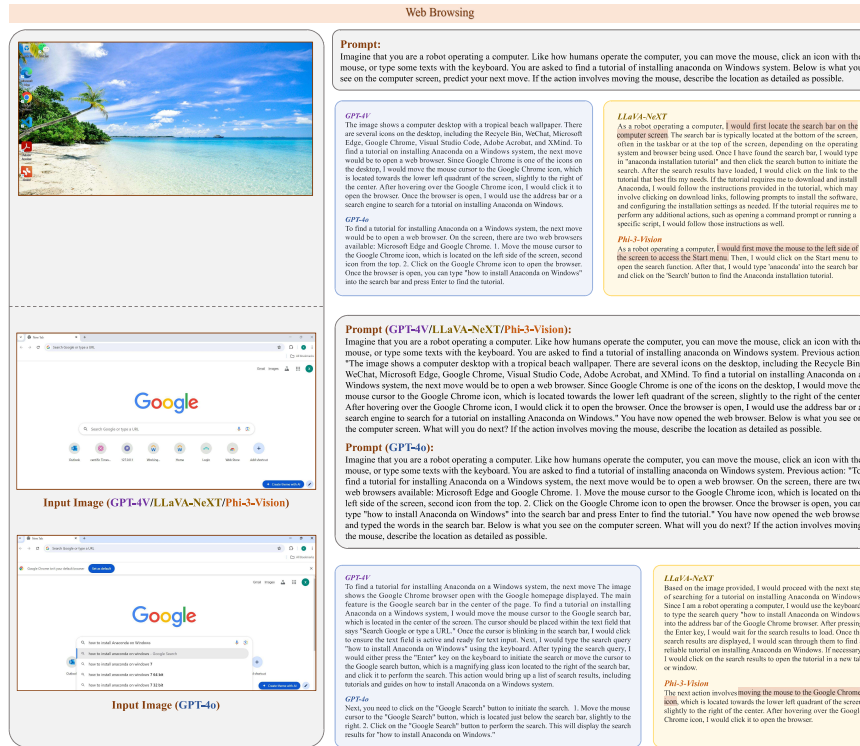 Web Browsing
Prompt:
Imagine that you are a robot operating a computer. Like how humans operate the computer, you can move the mouse, click an icon with the
mouse, or type some texts with the keyboard. You are asked to find a tutorial of installing anaconda on Windows system. Below is what you
see on the computer screen, predict your next move. If the action involves moving the mouse, describe the location as detailed as possible.
GPT-4V
The image shows a computer desktop with a tropical beach wallpaper. There
are several icons on the desktop, including the Recycle Bin, WeChat, Microsoft
Edge, Google Chrome, Visual Studio Code, Adobe Acrobat, and XMind. To
find a tutorial on installing Anaconda on a Windows system, the next move
would be to open a web browser. Since Google Chrome is one of the icons on
the desktop, I would move the mouse cursor to the Google Chrome icon, which
is located towards the lower left quadrant of the screen, slightly to the right of
the center. After hovering over the Google Chrome icon, I would click it to
open the browser. Once the browser is open, I would use the address bar or a
search engine to search for a tutorial on installing Anaconda on Windows.
GPT-4o
To find a tutorial for installing Anaconda on a Windows system, the next move
would be to open a web browser. On the screen, there are two web browsers
available: Microsoft Edge and Google Chrome. 1. Move the mouse cursor to
the Google Chrome icon, which is located on the left side of the screen, second
icon from the top. 2. Click on the Google Chrome icon to open the browser.
Once the browser is open, you can type "how to install Anaconda on Windows"
into the search bar and press Enter to find the tutorial.
LLaVA-NeXT
As a robot operating a computer, I would first locate the search bar on the
computer screen. The search bar is typically located at the bottom of the screen,
often in the taskbar or at the top of the screen, depending on the operating
system and browser being used. Once I have found the search bar, I would type
in "anaconda installation tutorial" and then click the search button to initiate the
search. After the search results have loaded, I would click on the link to the
tutorial that best fits my needs. If the tutorial requires me to download and install
Anaconda, I would follow the instructions provided in the tutorial, which may
involve clicking on download links, following prompts to install the software,
and configuring the installation settings as needed. If the tutorial requires me to
perform any additional actions, such as opening a command prompt or running a
specific script, I would follow those instructions as well.
Phi-3-Vision
As a robot operating a computer, I would first move the mouse to the left side of
the screen to access the Start menu. Then, I would click on the Start menu to
open the search function. After that, I would type 'anaconda' into the search bar
and click on the 'Search' button to find the Anaconda installation tutorial.
Search Google or type a URL
Gmail Images
Google
Search Google or type a URL
Input Image (GPT-4V/LLaVA-NeXT/Phi-3-Vision)
Prompt (GPT-4V/LLaVA-NeXT/Phi-3-Vision):
Imagine that you are a robot operating a computer. Like how humans operate the computer, you can move the mouse, click an icon with the
mouse, or type some texts with the keyboard. You are asked to find a tutorial of installing anaconda on Windows system. Previous action:
"The image shows a computer desktop with a tropical beach wallpaper. There are several icons on the desktop, including the Recycle Bin,
WeChat, Microsoft Edge, Google Chrome, Visual Studio Code, Adobe Acrobat, and XMind. To find a tutorial on installing Anaconda on a
Windows system, the next move would be to open a web browser. Since Google Chrome is one of the icons on the desktop, I would move the
mouse cursor to the Google Chrome icon, which is located towards the lower left quadrant of the screen, slightly to the right of the center.
After hovering over the Google Chrome icon, I would click it to open the browser. Once the browser is open, I would use the address bar or a
search engine to search for a tutorial on installing Anaconda on Windows." You have now opened the web browser. Below is what you see on
the computer screen. What will you do next? If the action involves moving the mouse, describe the location as detailed as possible.
Prompt (GPT-4o):
Imagine that you are a robot operating a computer. Like how humans operate the computer, you can move the mouse, click an icon with the
mouse, or type some texts with the keyboard. You are asked to find a tutorial of installing anaconda on Windows system. Previous action: "To
find a tutorial for installing Anaconda on a Windows system, the next move would be to open a web browser. On the screen, there are two
web browsers available: Microsoft Edge and Google Chrome. 1. Move the mouse cursor to the Google Chrome icon, which is located on the
left side of the screen, second icon from the top. 2. Click on the Google Chrome icon to open the browser. Once the browser is open, you can
type "how to install Anaconda on Windows" into the search bar and press Enter to find the tutorial." You have now opened the web browser
and typed the words in the search bar. Below is what you see on the computer screen. What will you do next? If the action involves moving
the mouse, describe the location as detailed as possible.
Search Google or type a URL
Google Chrome isn't your default browser Set as default
Gmail Images
Google
how to install Anaconda on Windows
how to install anaconda on windows - Google Search
how to install anaconda on windows 7
how to install anaconda on windows 7 64 bit
how to install anaconda on windows 7 32 bit
Input Image (GPT-4o)
GPT-4V
To find a tutorial for installing Anaconda on a Windows system, the next move The image
shows the Google Chrome browser open with the Google homepage displayed. The main
feature is the Google search bar in the center of the page. To find a tutorial on installing
Anaconda on a Windows system, I would move the mouse cursor to the Google search bar,
which is located in the center of the screen. The cursor should be placed within the text field that
says "Search Google or type a URL." Once the cursor is blinking in the search bar, I would click
to ensure the text field is active and ready for text input. Next, I would type the search query
"how to install Anaconda on Windows" using the keyboard. After typing the search query, I
would either press the "Enter" key on the keyboard to initiate the search or move the cursor to
the Google search button, which is a magnifying glass icon located to the right of the search bar,
and click it to perform the search. This action would bring up a list of search results, including
tutorials and guides on how to install Anaconda on a Windows system.
GPT-4o
Next, you need to click on the "Google Search" button to initiate the search. 1. Move the mouse
cursor to the "Google Search" button, which is located just below the search bar, slightly to the
right. 2. Click on the "Google Search" button to perform the search. This will display the search
results for "how to install Anaconda on Windows."
LLaVA-NeXT
Based on the image provided, I would proceed with the next step
of searching for a tutorial on installing Anaconda on Windows.
Since I am a robot operating a computer, I would use the keyboard
to type the search query "how to install Anaconda on Windows"
into the address bar of the Google Chrome browser. After pressing
the Enter key, I would wait for the search results to load. Once the
search results are displayed, I would scan through them to find a
reliable tutorial on installing Anaconda on Windows. If necessary,
I would click on the search results to open the tutorial in a new tab
or window.
Phi-3-Vision
The next action involves moving the mouse to the Google Chrome
icon, which is located towards the lower left quadrant of the screen,
slightly to the right of the center. After hovering over the Google
Chrome icon, I would click it to open the browser.